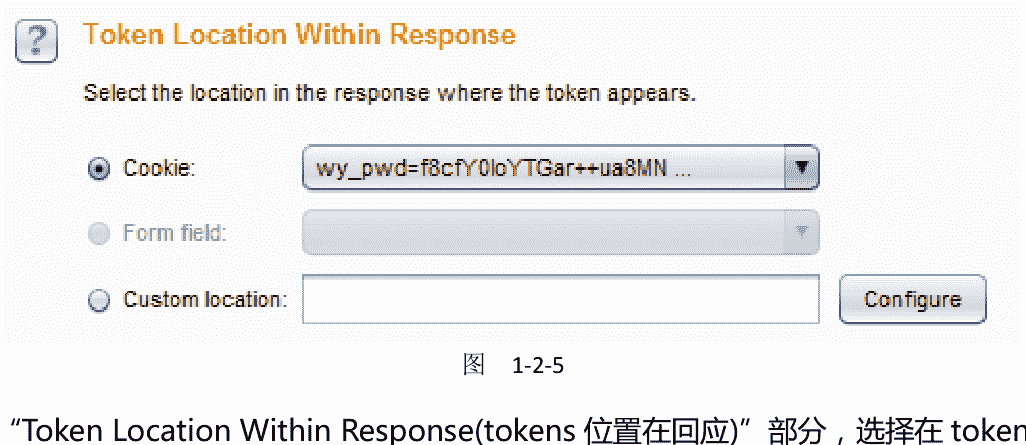 ?
Token Location Within Response
Select the location in the response where the token appears.
Cookie: wy_pwd=f8cfY0loYTGar++ua8MN ...
Form field:
Custom location: Configure
图 1-2-5
“Token Location Within Response(tokens 位置在回应)”部分，选择在 token